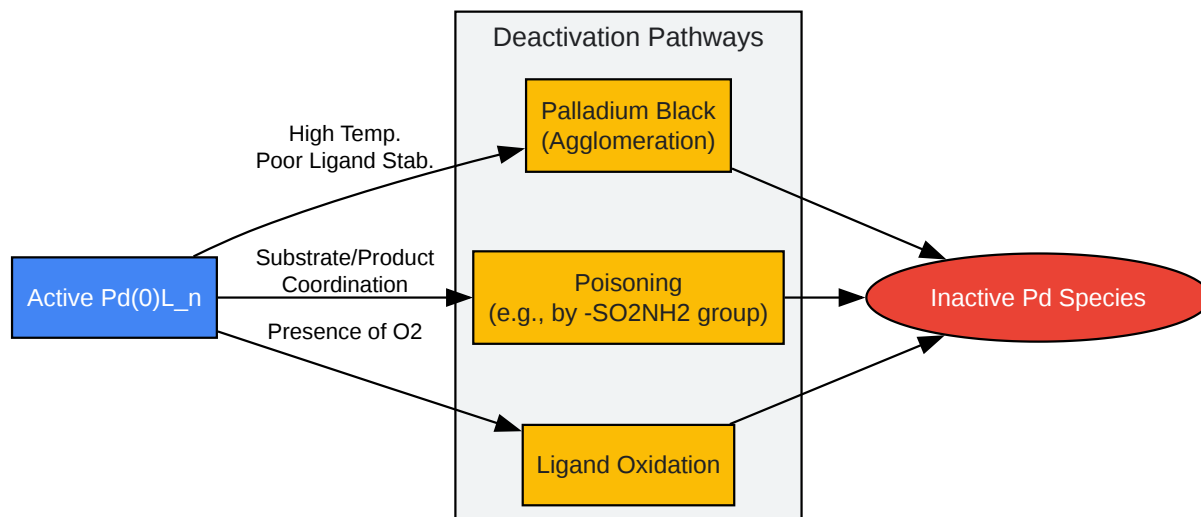 Deactivation Pathways
High Temp.
Poor Ligand Stab.
Palladium Black
(Agglomeration)
Active Pd(0)L_n
Substrate/Product
Coordination
Poisoning
(e.g., by -SO2NH2 group)
Inactive Pd Species
Presence of O2
Ligand Oxidation